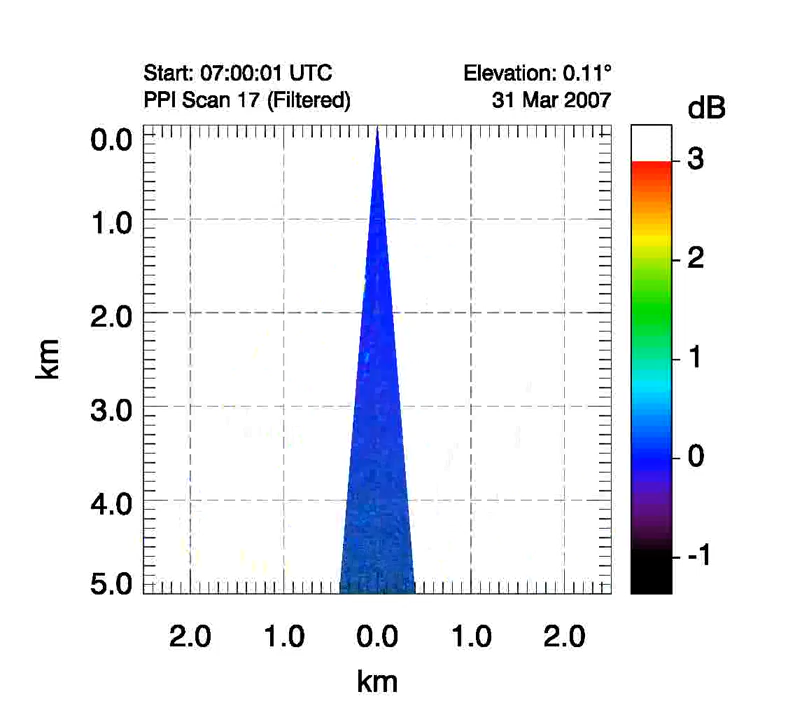 Start: 07:00:01 UTC
Elevation: 0.11°
PPI Scan 17 (Filtered)
31 Mar 2007
dB
0.0
1.0
2.0
3.0
4.0
5.0
km
2.0
1.0
0.0
1.0
2.0
km
3
2
1
0
-1